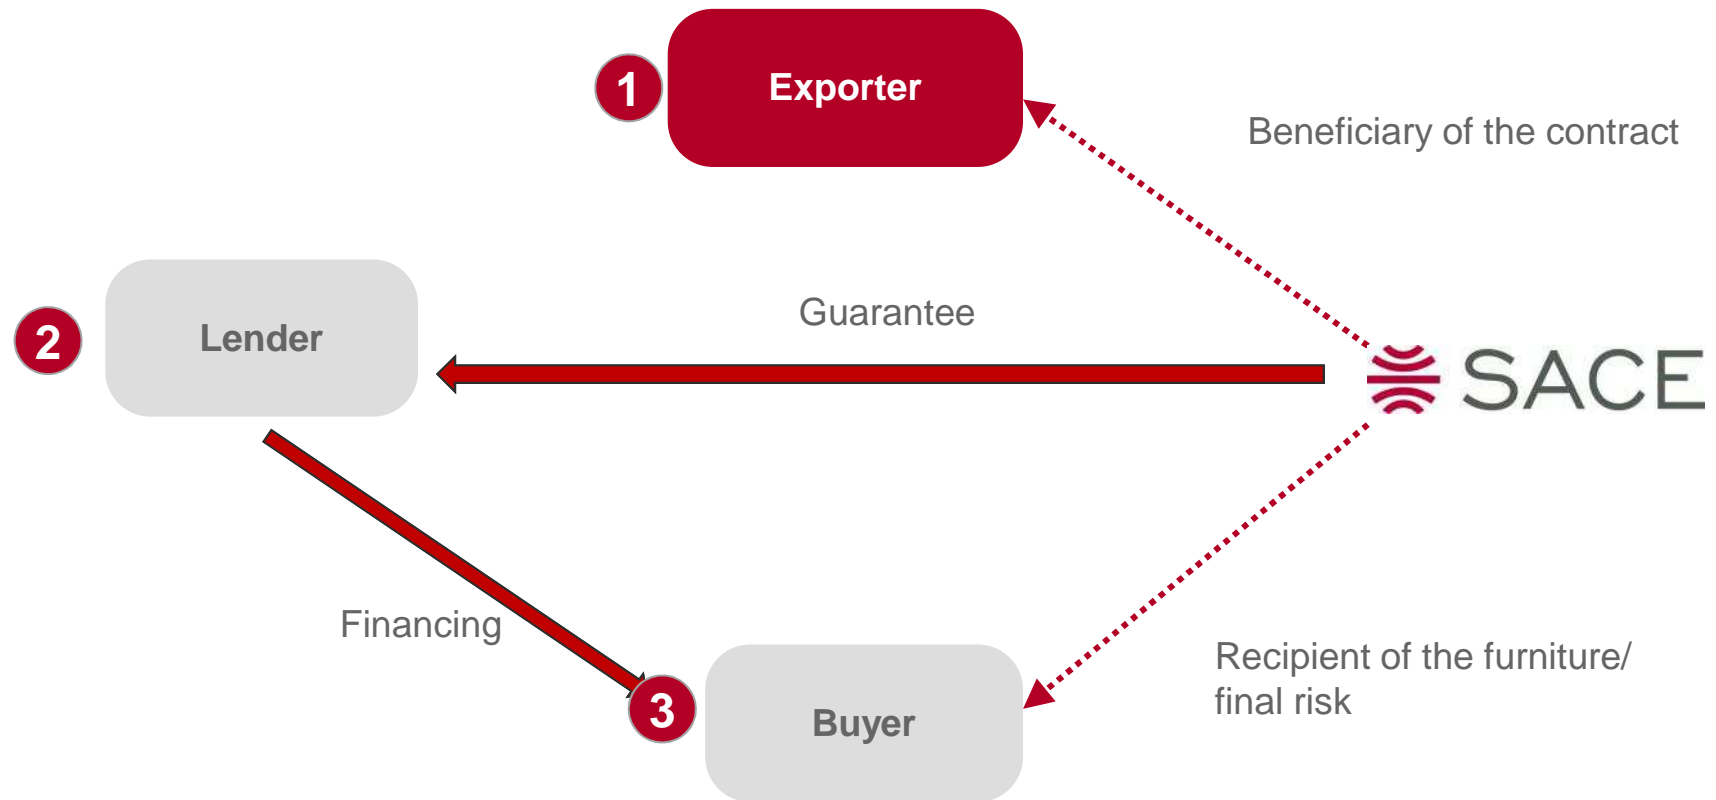 1
Exporter
Beneficiary of the contract
2
Lender
Guarantee
SACE
Financing
3
Buyer
Recipient of the furniture/
final risk